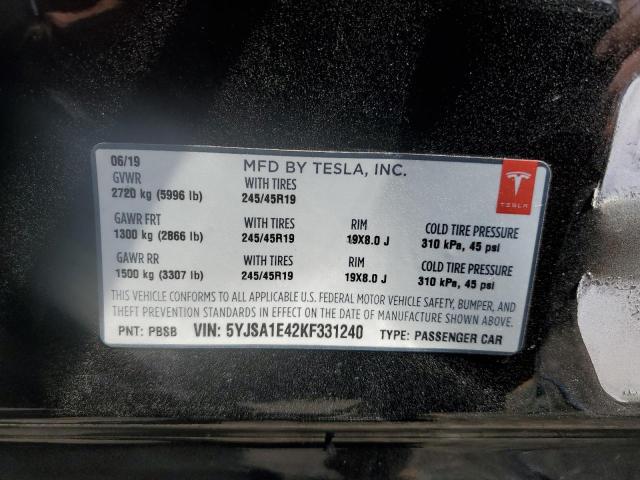 06/19 MFD BY TESLA, INC.
GVWR WITH TIRES
2720 kg (5996 lb) 245/45R19
TESLA
GAWR FRT WITH TIRES RIM COLD TIRE PRESSURE
1300 kg (2866 lb) 245/45R19 19X8.0 J 310 kPa, 45 psi
GAWR RR WITH TIRES RIM COLD TIRE PRESSURE
1500 kg (3307 lb) 245/45R19 19X8.0 J 310 kPa, 45 psi
THIS VEHICLE CONFORMS TO ALL APPLICABLE U.S. FEDERAL MOTOR VEHICLE SAFETY, BUMPER, AND
THEFT PREVENTION STANDARDS IN EFFECT ON THE DATE OF MANUFACTURE SHOWN ABOVE.
PNT: PBSB VIN: 5YJSA1E42KF331240 TYPE: PASSENGER CAR